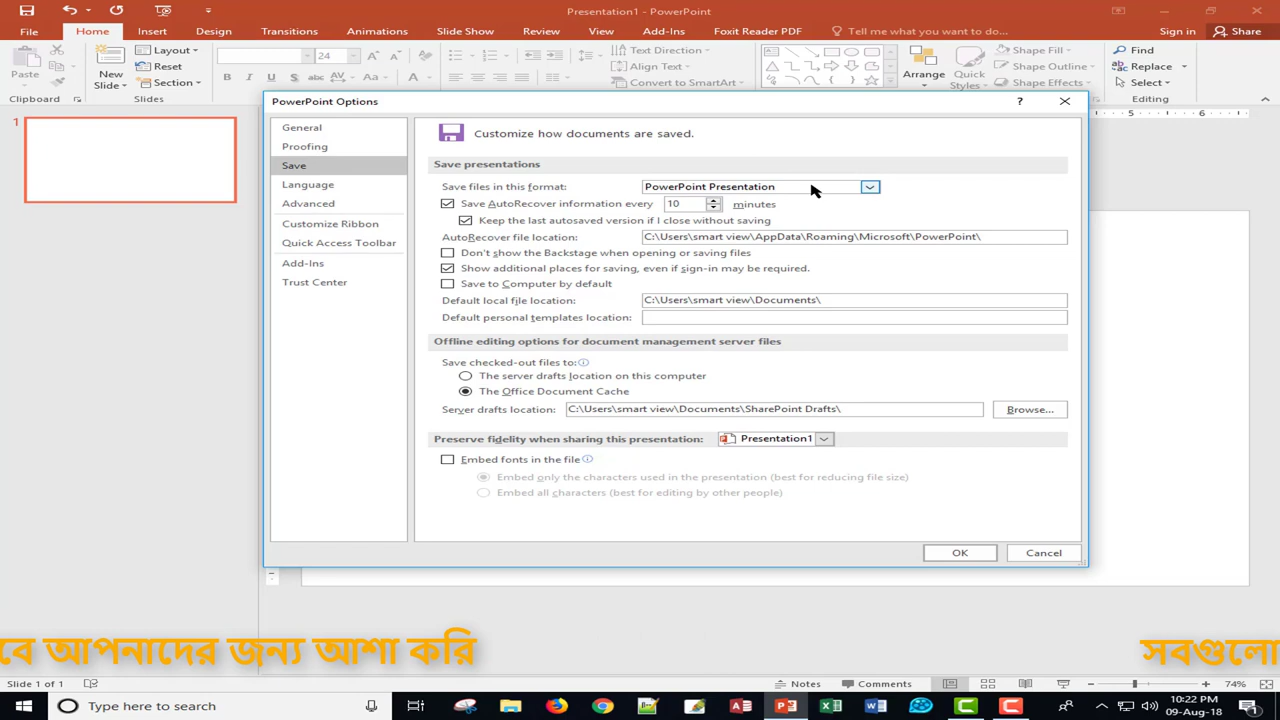 Presentation1 - PowerPoint
File Home Insert Design Transitions Animations Slide Show Review View Add-Ins Foxit Reader PDF Tell me what you want to do... Sign in Share
Paste
New Slide
Layout
Reset
Section
24
B I U S abc AV Aa A
Text Direction
Align Text
Convert to SmartArt
Arrange
Quick Styles
Shape Fill
Shape Outline
Shape Effects
Find
Replace
Select
Clipboard Slides Editing
PowerPoint Options
?
1
5 6
General
Proofing
Save
Language
Advanced
Customize Ribbon
Quick Access Toolbar
Add-Ins
Trust Center
Customize how documents are saved.
Save presentations
Save files in this format: PowerPoint Presentation
Save AutoRecover information every 10 minutes
Keep the last autosaved version if I close without saving
AutoRecover file location: C:\Users\smart view\AppData\Roaming\Microsoft\PowerPoint\
Don't show the Backstage when opening or saving files
Show additional places for saving, even if sign-in may be required.
Save to Computer by default
Default local file location: C:\Users\smart view\Documents\
Default personal templates location:
Offline editing options for document management server files
Save checked-out files to:
The server drafts location on this computer
The Office Document Cache
Server drafts location: C:\Users\smart view\Documents\SharePoint Drafts\ Browse...
Preserve fidelity when sharing this presentation: Presentation1
Embed fonts in the file
Embed only the characters used in the presentation (best for reducing file size)
Embed all characters (best for editing by other people)
OK Cancel
বে আপনাদের জন্য আশা করি সবগুলো
Slide 1 of 1 Notes Comments 74%
Type here to search
10:22 PM
09-Aug-18